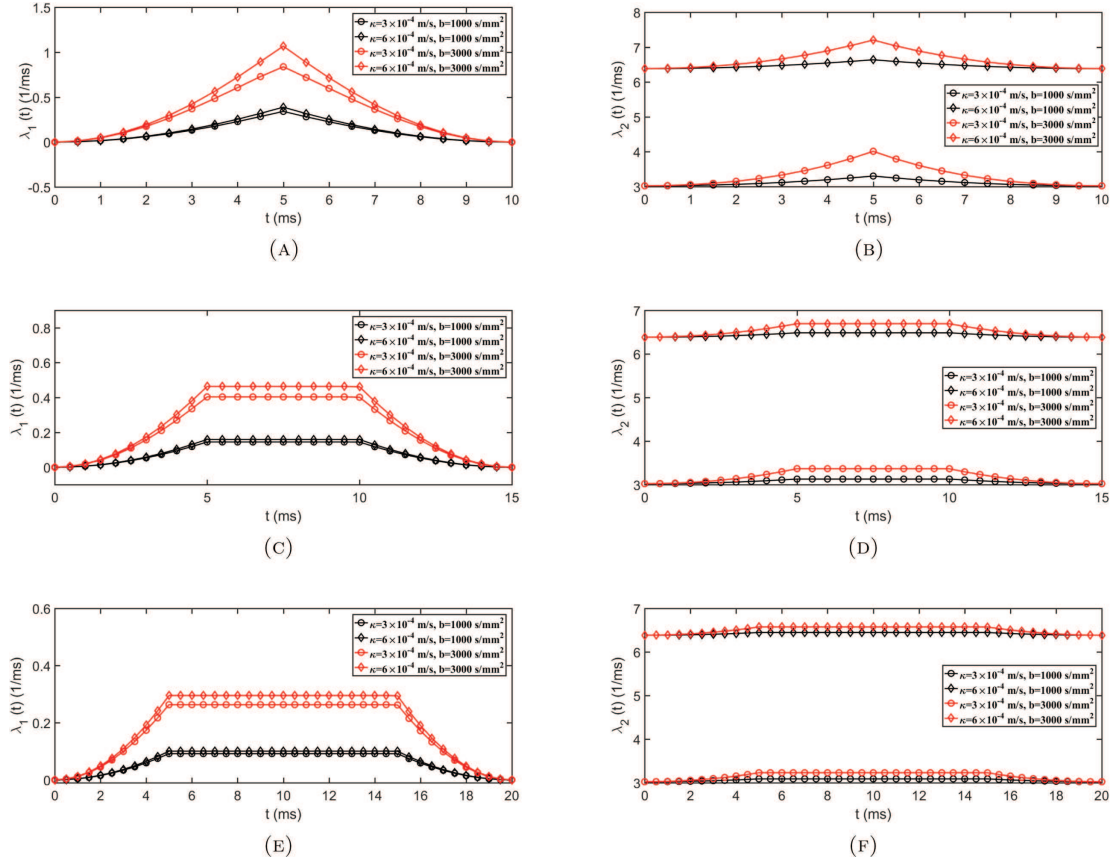 1.5
1
0.5
0
-0.5
λ₁ (t) (1/ms)
κ=3×10⁻⁴ m/s, b=1000 s/mm²
κ=6×10⁻⁴ m/s, b=1000 s/mm²
κ=3×10⁻⁴ m/s, b=3000 s/mm²
κ=6×10⁻⁴ m/s, b=3000 s/mm²
0 1 2 3 4 5 6 7 8 9 10
t (ms)
(A)
8
7
6
5
4
3
λ₂ (t) (1/ms)
κ=3×10⁻⁴ m/s, b=1000 s/mm²
κ=6×10⁻⁴ m/s, b=1000 s/mm²
κ=3×10⁻⁴ m/s, b=3000 s/mm²
κ=6×10⁻⁴ m/s, b=3000 s/mm²
0 1 2 3 4 5 6 7 8 9 10
t (ms)
(B)
0.8
0.6
0.4
0.2
0
λ₁ (t) (1/ms)
κ=3×10⁻⁴ m/s, b=1000 s/mm²
κ=6×10⁻⁴ m/s, b=1000 s/mm²
κ=3×10⁻⁴ m/s, b=3000 s/mm²
κ=6×10⁻⁴ m/s, b=3000 s/mm²
0 5 10 15
t (ms)
(C)
7
6
5
4
3
λ₂ (t) (1/ms)
κ=3×10⁻⁴ m/s, b=1000 s/mm²
κ=6×10⁻⁴ m/s, b=1000 s/mm²
κ=3×10⁻⁴ m/s, b=3000 s/mm²
κ=6×10⁻⁴ m/s, b=3000 s/mm²
0 5 10 15
t (ms)
(D)
0.6
0.4
0.2
0
λ₁ (t) (1/ms)
κ=3×10⁻⁴ m/s, b=1000 s/mm²
κ=6×10⁻⁴ m/s, b=1000 s/mm²
κ=3×10⁻⁴ m/s, b=3000 s/mm²
κ=6×10⁻⁴ m/s, b=3000 s/mm²
0 2 4 6 8 10 12 14 16 18 20
t (ms)
(E)
7
6
5
4
3
λ₂ (t) (1/ms)
κ=3×10⁻⁴ m/s, b=1000 s/mm²
κ=6×10⁻⁴ m/s, b=1000 s/mm²
κ=3×10⁻⁴ m/s, b=3000 s/mm²
κ=6×10⁻⁴ m/s, b=3000 s/mm²
0 2 4 6 8 10 12 14 16 18 20
t (ms)
(F)